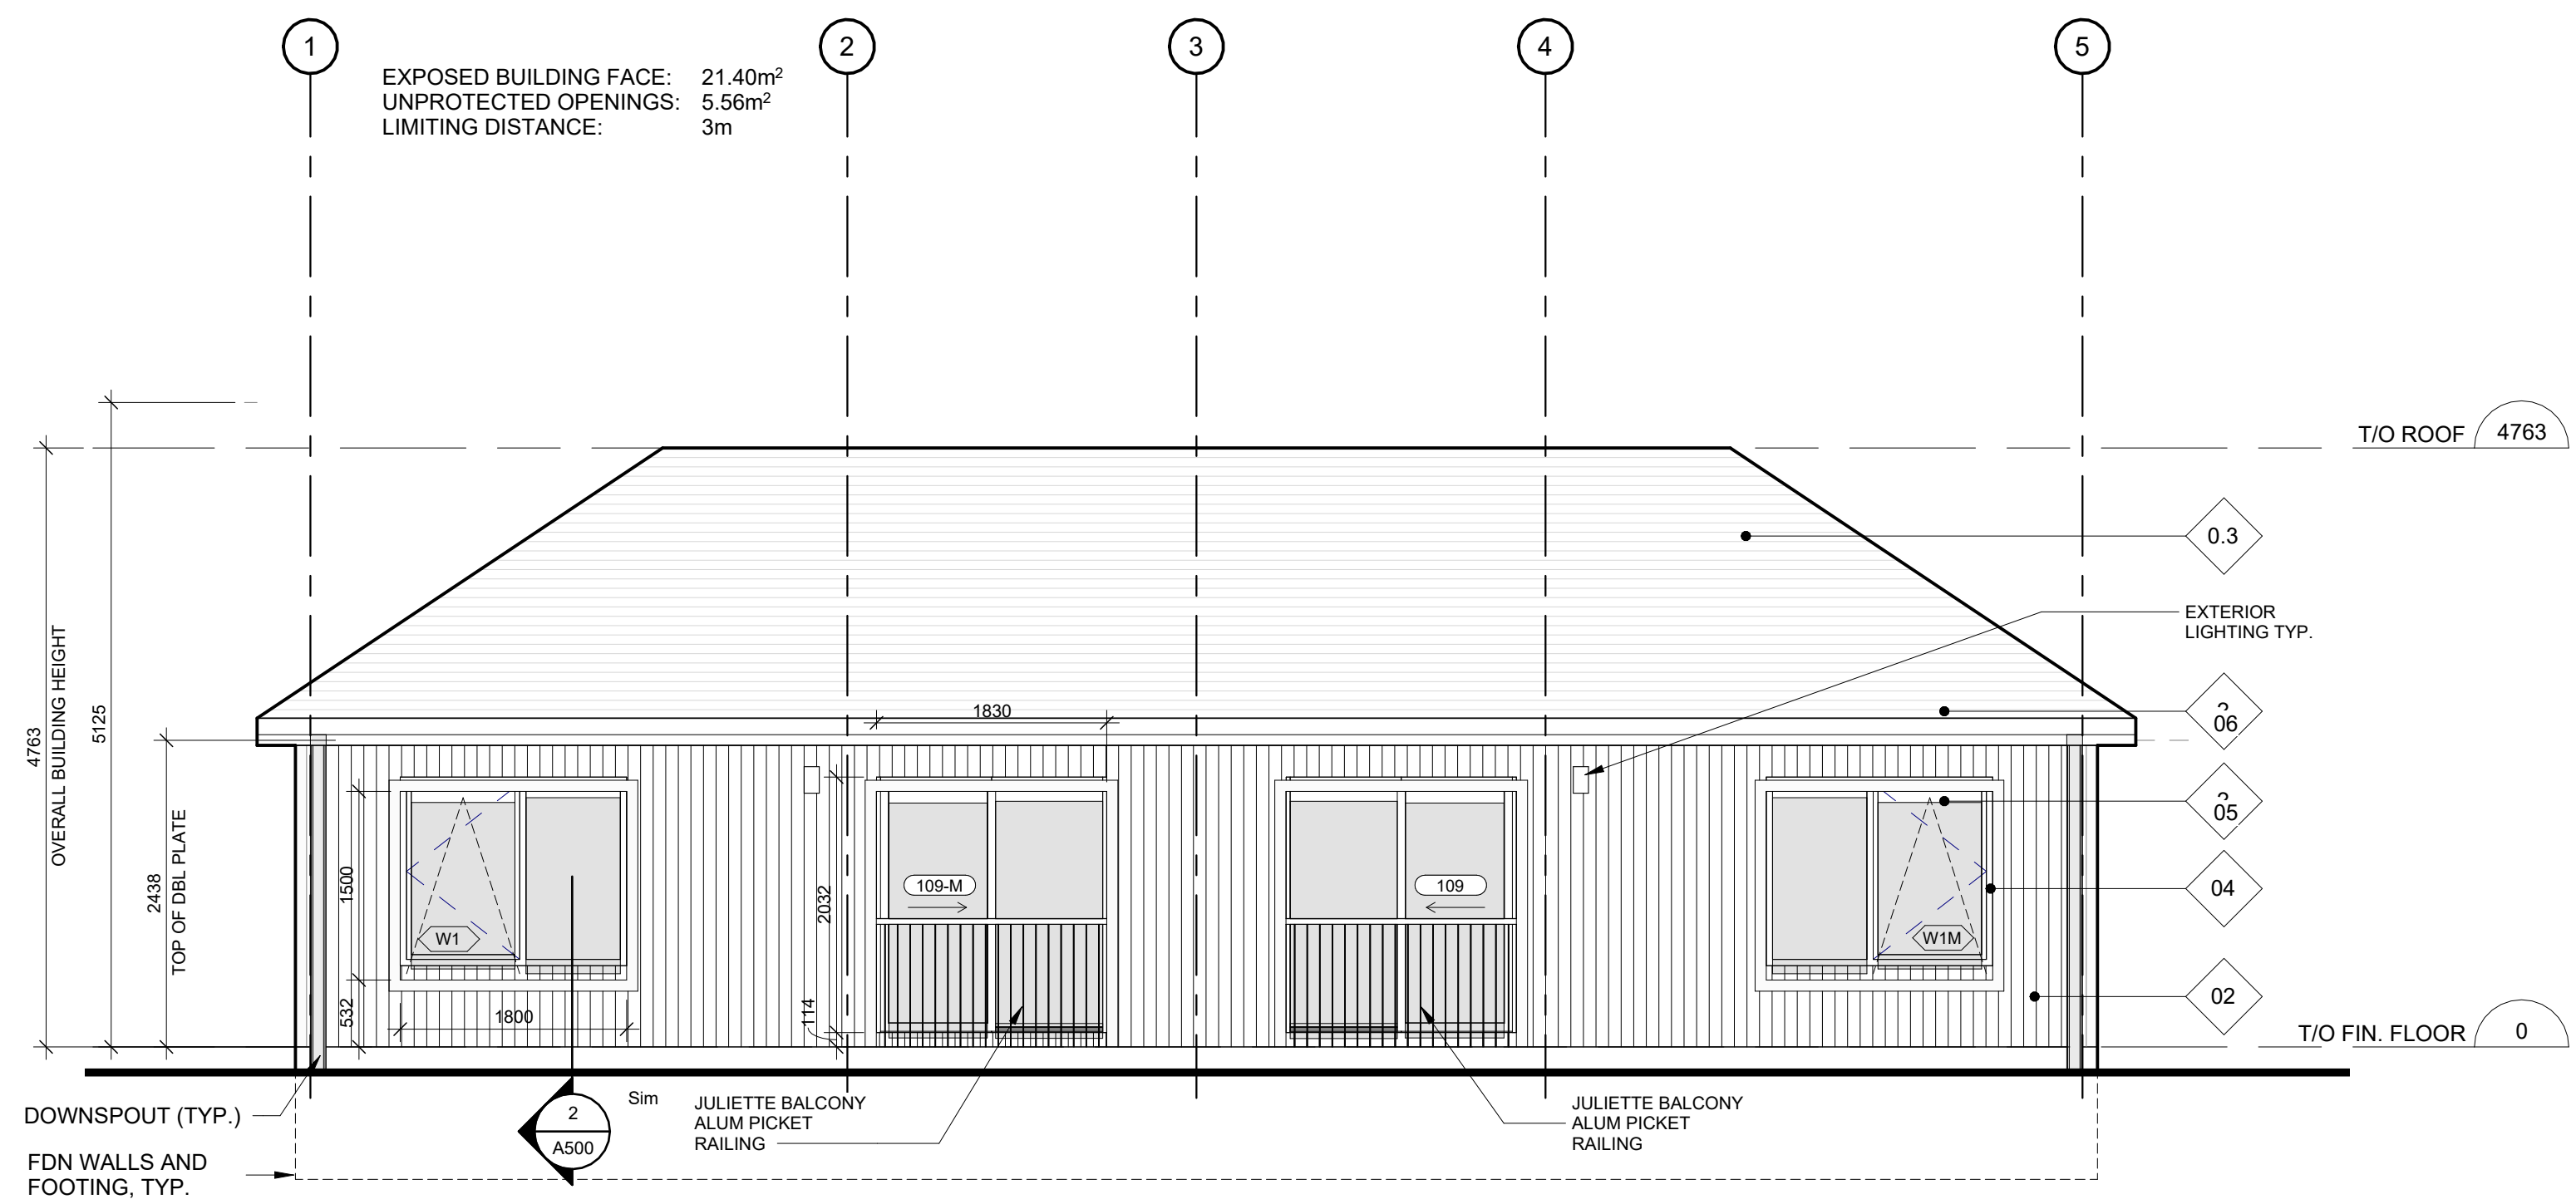 1
2
3
4
5
EXPOSED BUILDING FACE: 21.40m²
UNPROTECTED OPENINGS: 5.56m²
LIMITING DISTANCE: 3m
T/O ROOF 4763
0.3
EXTERIOR
LIGHTING TYP.
06
05
04
02
T/O FIN. FLOOR 0
4763
OVERALL BUILDING HEIGHT
5125
2438
TOP OF DBL PLATE
1500
532
1800
W1
1830
2032
114
109-M
109
W1M
DOWNSPOUT (TYP.)
FDN WALLS AND
FOOTING, TYP.
2
A500
Sim
JULIETTE BALCONY
ALUM PICKET
RAILING
JULIETTE BALCONY
ALUM PICKET
RAILING